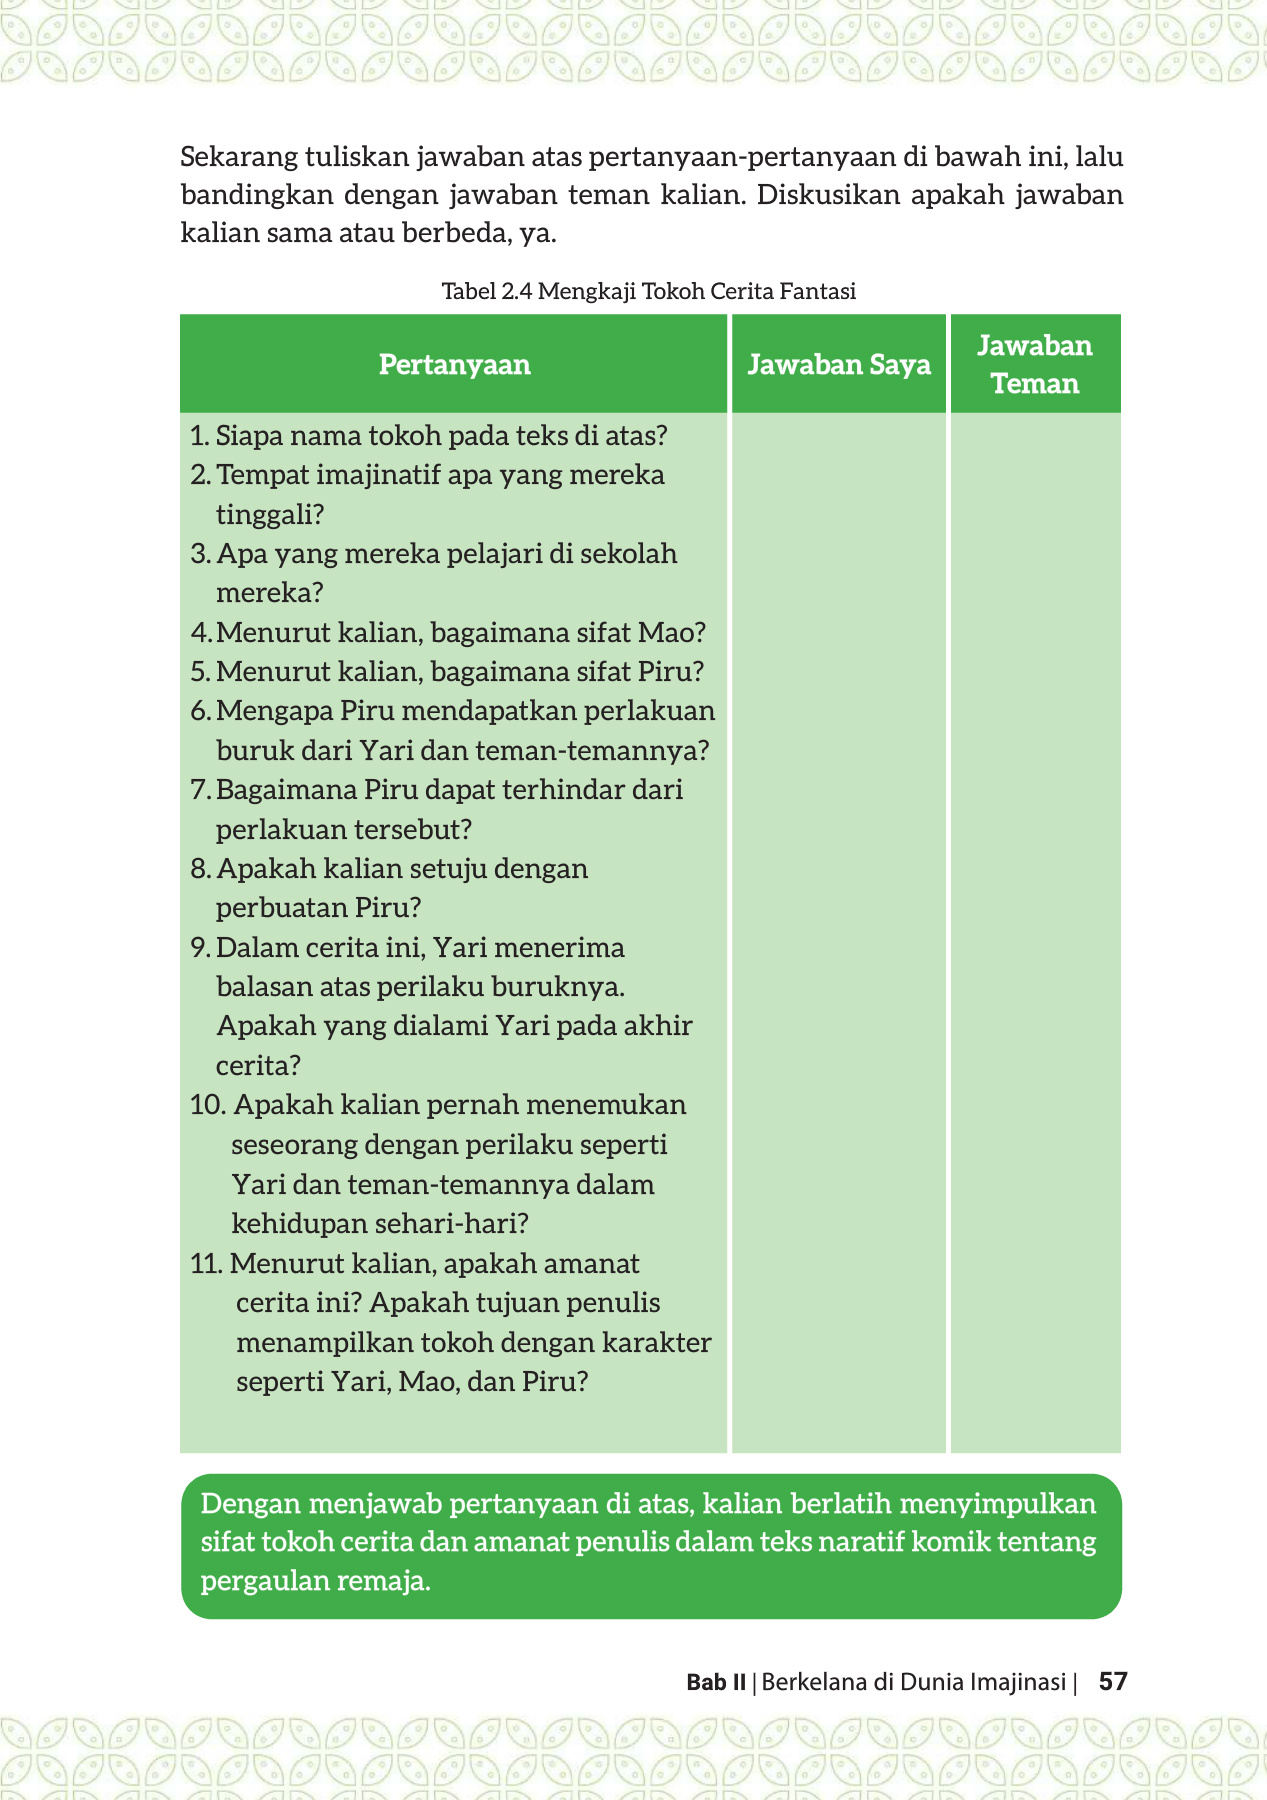 Sekarang tuliskan jawaban atas pertanyaan-pertanyaan di bawah ini, lalu
bandingkan dengan jawaban teman kalian. Diskusikan apakah jawaban
kalian sama atau berbeda, ya.
Tabel 2.4 Mengkaji Tokoh Cerita Fantasi
Pertanyaan
Jawaban Saya
Jawaban
Teman
1. Siapa nama tokoh pada teks di atas?
2. Tempat imajinatif apa yang mereka
tinggali?
3. Apa yang mereka pelajari di sekolah
mereka?
4. Menurut kalian, bagaimana sifat Mao?
5. Menurut kalian, bagaimana sifat Piru?
6. Mengapa Piru mendapatkan perlakuan
buruk dari Yari dan teman-temannya?
7. Bagaimana Piru dapat terhindar dari
perlakuan tersebut?
8. Apakah kalian setuju dengan
perbuatan Piru?
9. Dalam cerita ini, Yari menerima
balasan atas perilaku buruknya.
Apakah yang dialami Yari pada akhir
cerita?
10. Apakah kalian pernah menemukan
seseorang dengan perilaku seperti
Yari dan teman-temannya dalam
kehidupan sehari-hari?
11. Menurut kalian, apakah amanat
cerita ini? Apakah tujuan penulis
menampilkan tokoh dengan karakter
seperti Yari, Mao, dan Piru?
Dengan menjawab pertanyaan di atas, kalian berlatih menyimpulkan
sifat tokoh cerita dan amanat penulis dalam teks naratif komik tentang
pergaulan remaja.
Bab II | Berkelana di Dunia Imajinasi | 57